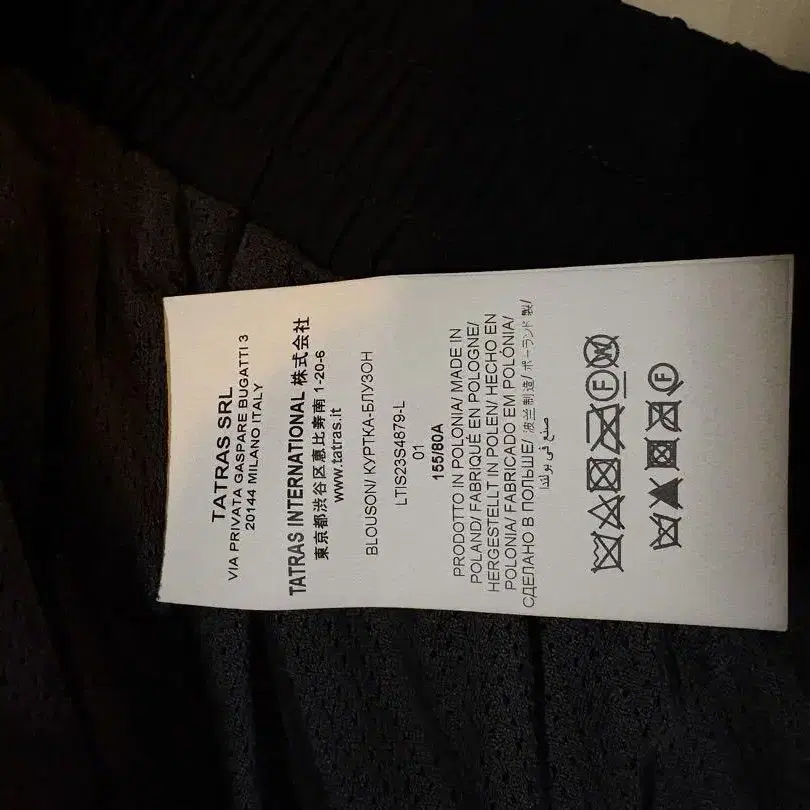 TATRAS SRL
VIA PRIVATA GASPARE BUGATTI 3
20144 MILANO ITALY
TATRAS INTERNATIONAL 株式会社
東京都渋谷区恵比寿南 1-20-6
www.tatras.it
BLOUSON/ КУРТКА-БЛУЗОН
LTIS23S4879-L
01
155/80A
PRODOTTO IN POLONIA/ MADE IN
POLAND/ FABRIQUÉ EN POLOGNE/
HERGESTELLT IN POLEN/ HECHO EN
POLONIA/ FABRICADO EM POLÓNIA/
СДЕЛАНО В ПОЛЬШЕ/ 波兰制造/ ポーランド製/
صنع في بولندا
F W
F